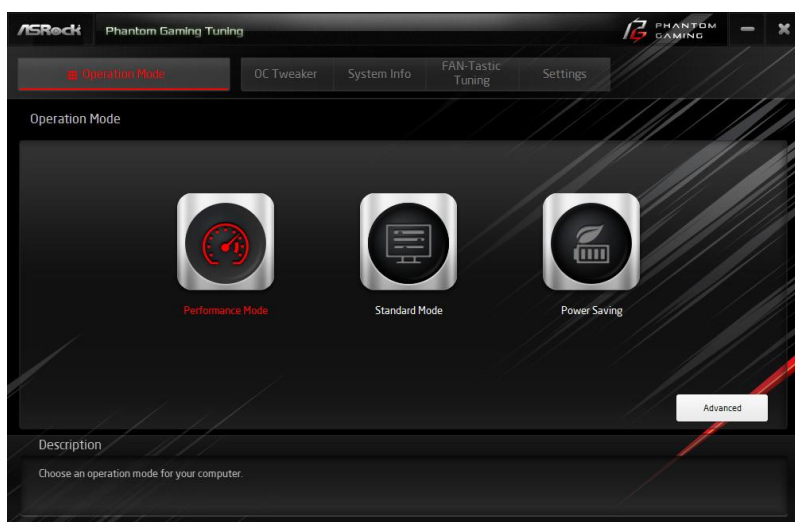 ASRock
Phantom Gaming Tuning
PHANTOM
GAMING
Operation Mode
OC Tweaker
System Info
FAN-Tastic
Tuning
Settings
Operation Mode
Performance Mode
Standard Mode
Power Saving
Advanced
Description
Choose an operation mode for your computer.